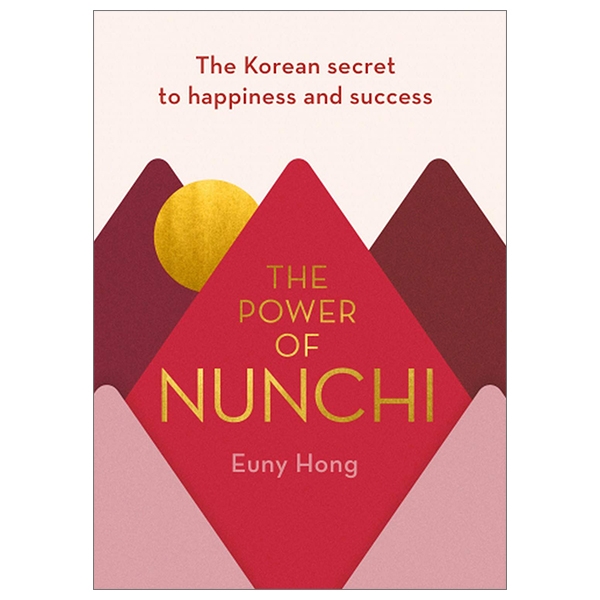 The Korean secret
to happiness and success
THE
POWER
OF
NUNCHI
Euny Hong